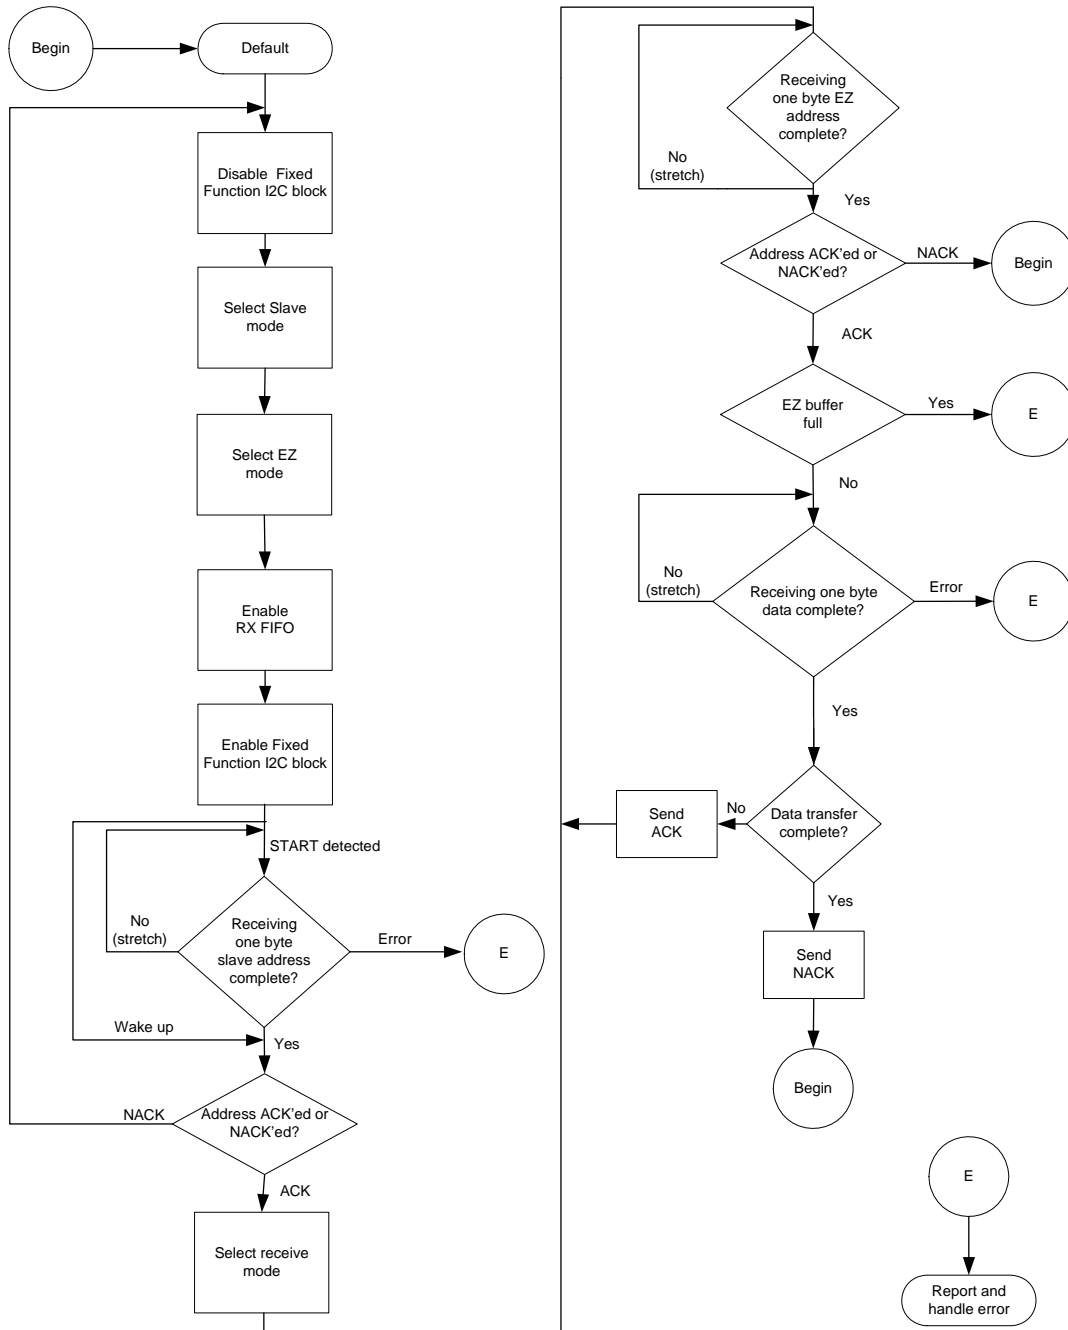 Begin
Default
Disable Fixed
Function I2C block
Select Slave
mode
Select EZ
mode
Enable
RX FIFO
Enable Fixed
Function I2C block
START detected
No
(stretch)
Receiving
one byte
slave address
complete?
Error
E
Wake up
Yes
NACK
Address ACK'ed or
NACK'ed?
ACK
Select receive
mode
Receiving
one byte EZ
address
complete?
No
(stretch)
Yes
Address ACK'ed or
NACK'ed?
NACK
Begin
ACK
EZ buffer
full
Yes
E
No
No
(stretch)
Receiving one byte
data complete?
Error
E
Yes
Send
ACK
No
Data transfer
complete?
Yes
Send
NACK
Begin
E
Report and
handle error